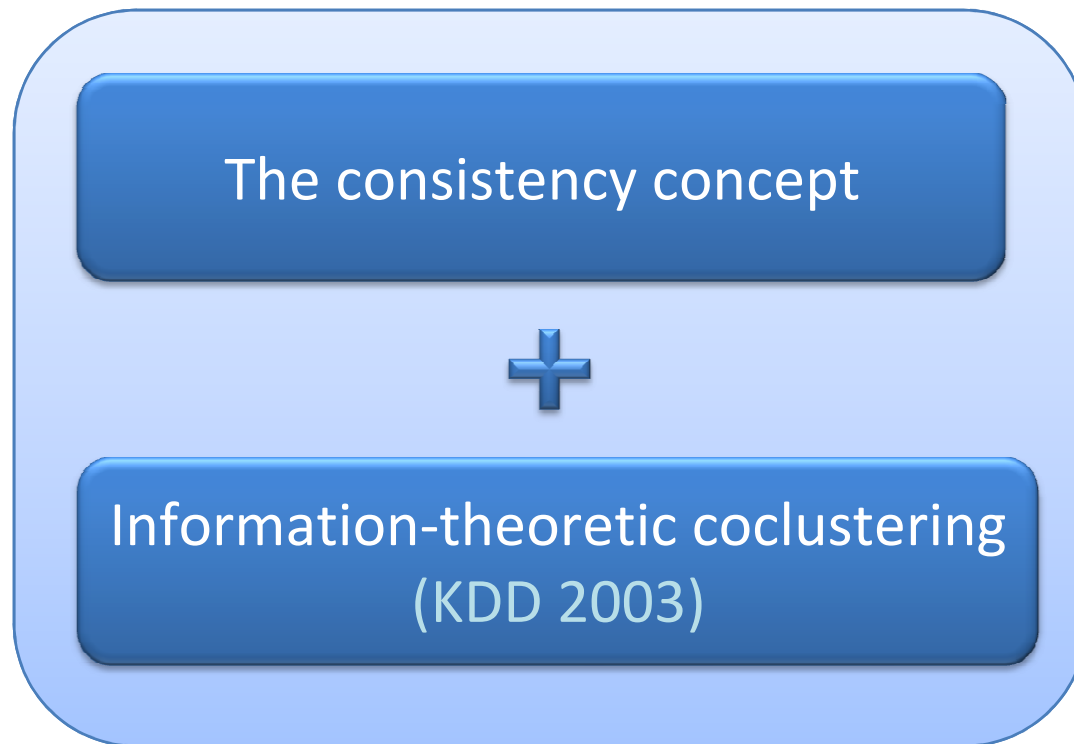 The consistency concept
Information-theoretic coclustering
(KDD 2003)